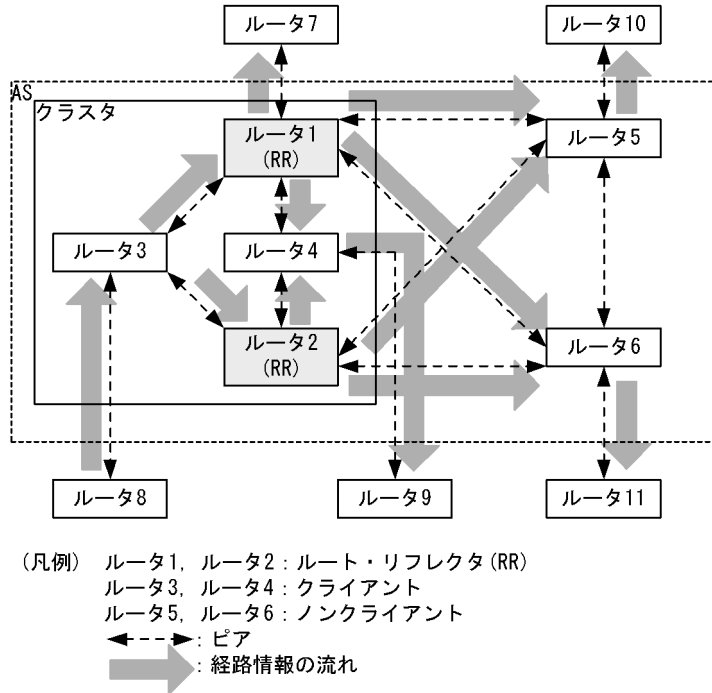 ルータ7
ルータ10
AS
クラスタ
ルータ1
(RR)
ルータ5
ルータ3
ルータ4
ルータ2
(RR)
ルータ6
ルータ8
ルータ9
ルータ11
(凡例) ルータ1, ルータ2:ルート・リフレクタ(RR)
ルータ3, ルータ4:クライアント
ルータ5, ルータ6:ノンクライアント
:ピア
:経路情報の流れ